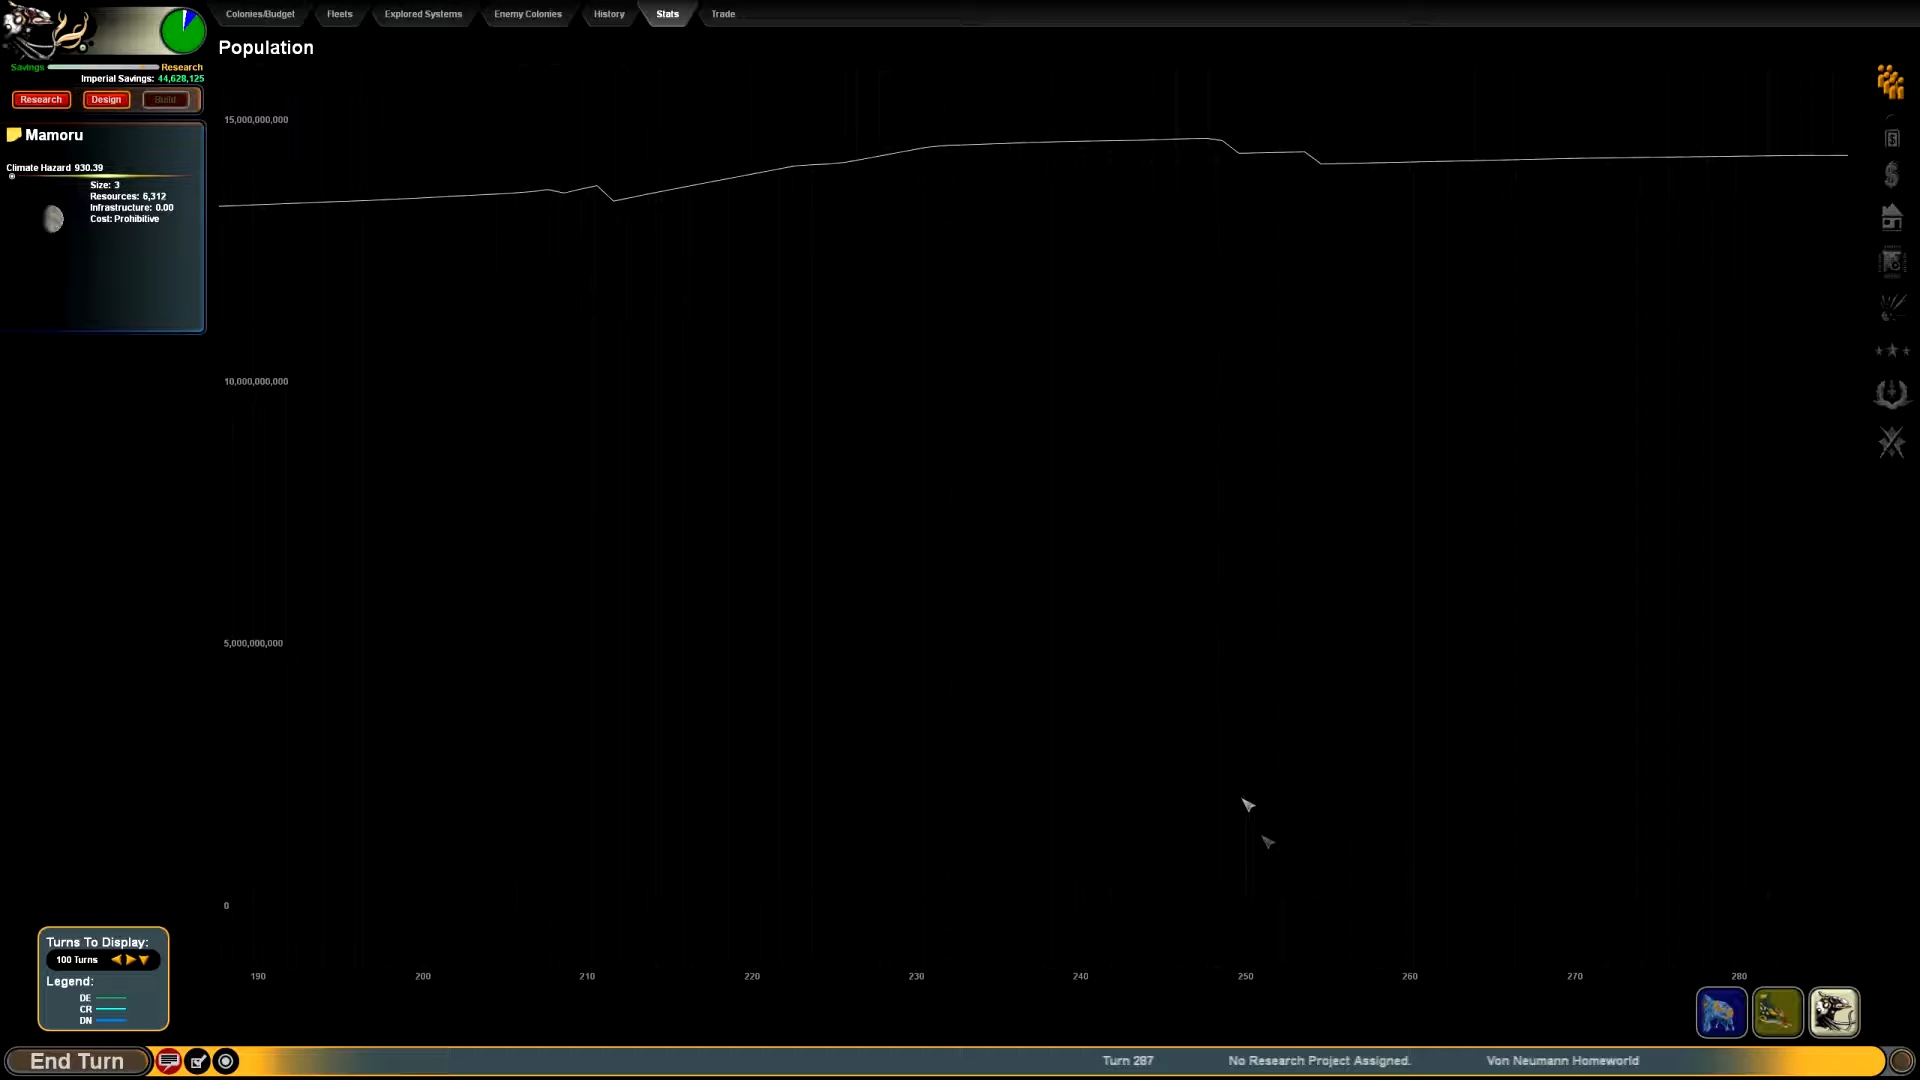 Colonies/Budget Fleets Explored Systems Enemy Colonies History Stats Trade
Population
Savings Research
Imperial Savings: 44,628,125
Research Design Build
Mamoru
Climate Hazard 930.39
Size: 3
Resources: 6,312
Infrastructure: 0.00
Cost: Prohibitive
15,000,000,000
10,000,000,000
5,000,000,000
0
190 200 210 220 230 240 250 260 270 280
Turns To Display:
100 Turns
Legend:
DE
CR
DN
End Turn
Turn 287 No Research Project Assigned. Von Neumann Homeworld